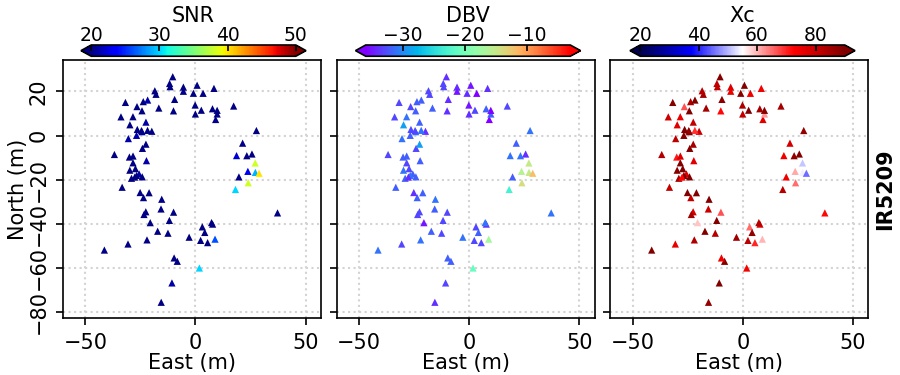 SNR DBV Xc
20 30 40 50 −30 −20 −10 20 40 60 80
20
0
−20
−40
−60
−80
North (m)
−50 0 50 −50 0 50 −50 0 50
East (m) East (m) East (m)
IR5209